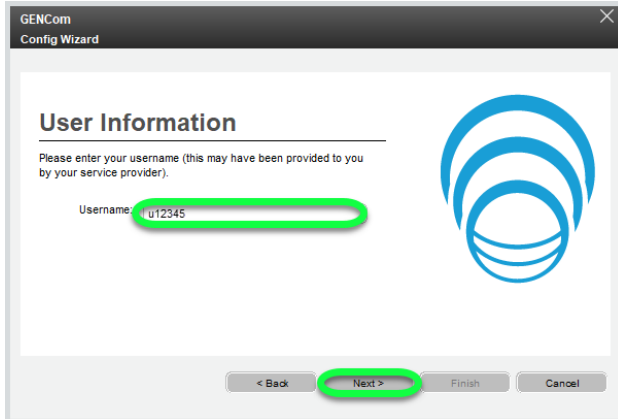 GENCom
Config Wizard
User Information
Please enter your username (this may have been provided to you
by your service provider).
Username: u12345
< Back Next > Finish Cancel